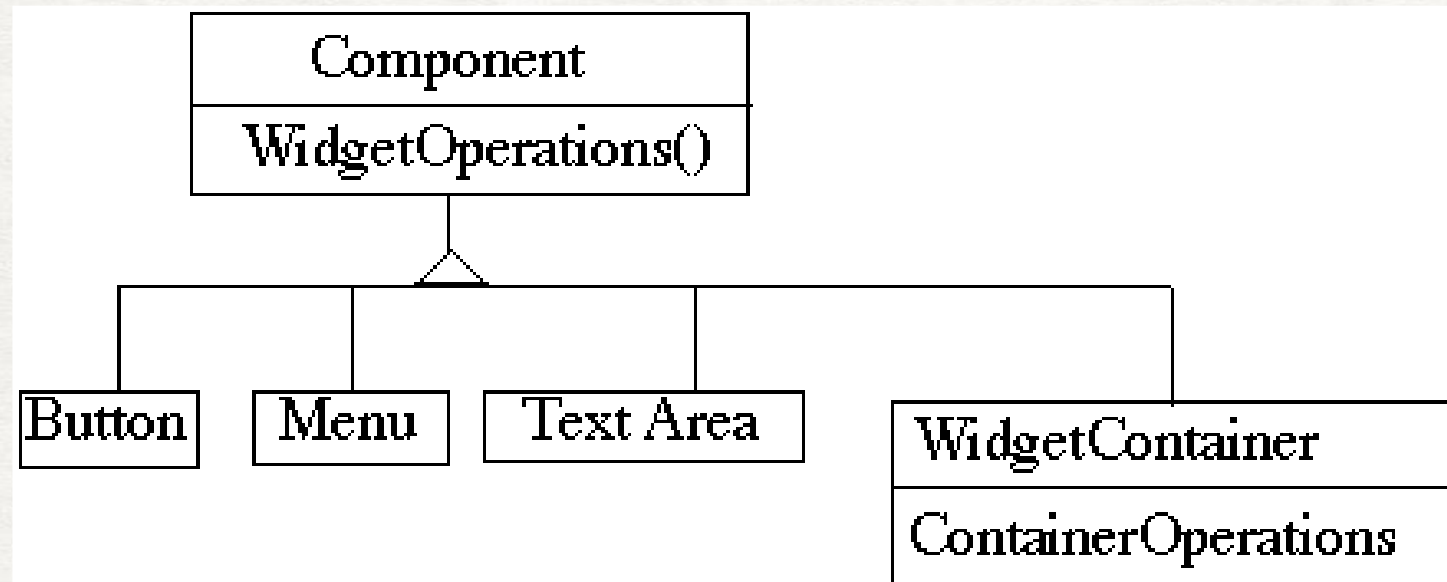 Component
WidgetOperations()
Button
Menu
Text Area
WidgetContainer
ContainerOperations